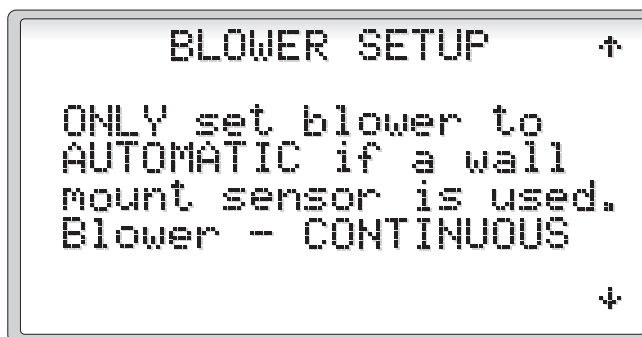 BLOWER SETUP ↑
ONLY set blower to
AUTOMATIC if a wall
mount sensor is used.
Blower - CONTINUOUS
↓